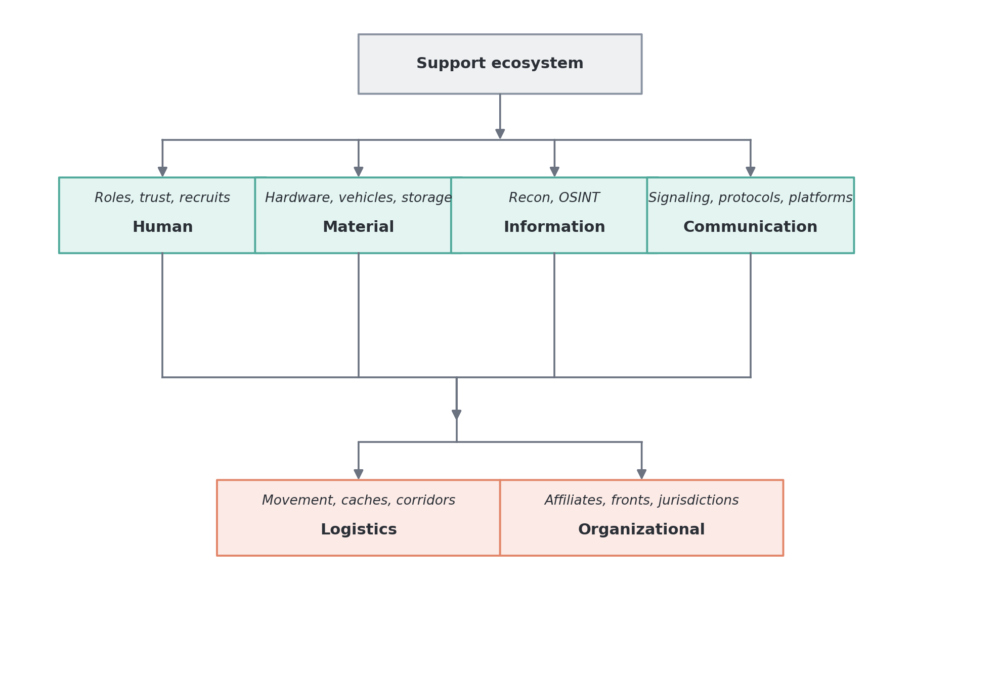 Support ecosystem
Roles, trust, recruits
Human
Hardware, vehicles, storage
Material
Recon, OSINT
Information
Signaling, protocols, platforms
Communication
Movement, caches, corridors
Logistics
Affiliates, fronts, jurisdictions
Organizational